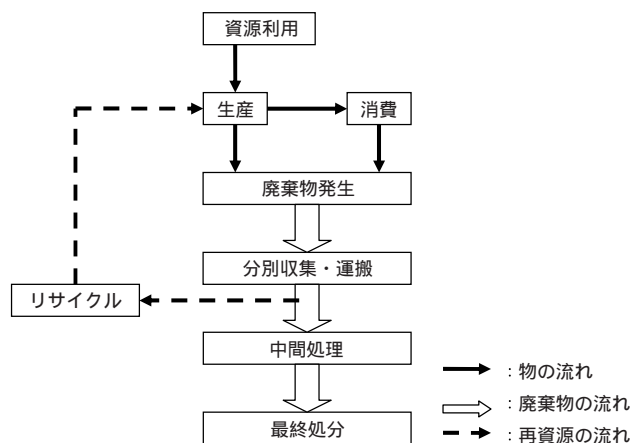 資源利用
生産
消費
廃棄物発生
分別収集・運搬
リサイクル
中間処理
最終処分
：物の流れ
：廃棄物の流れ
：再資源の流れ